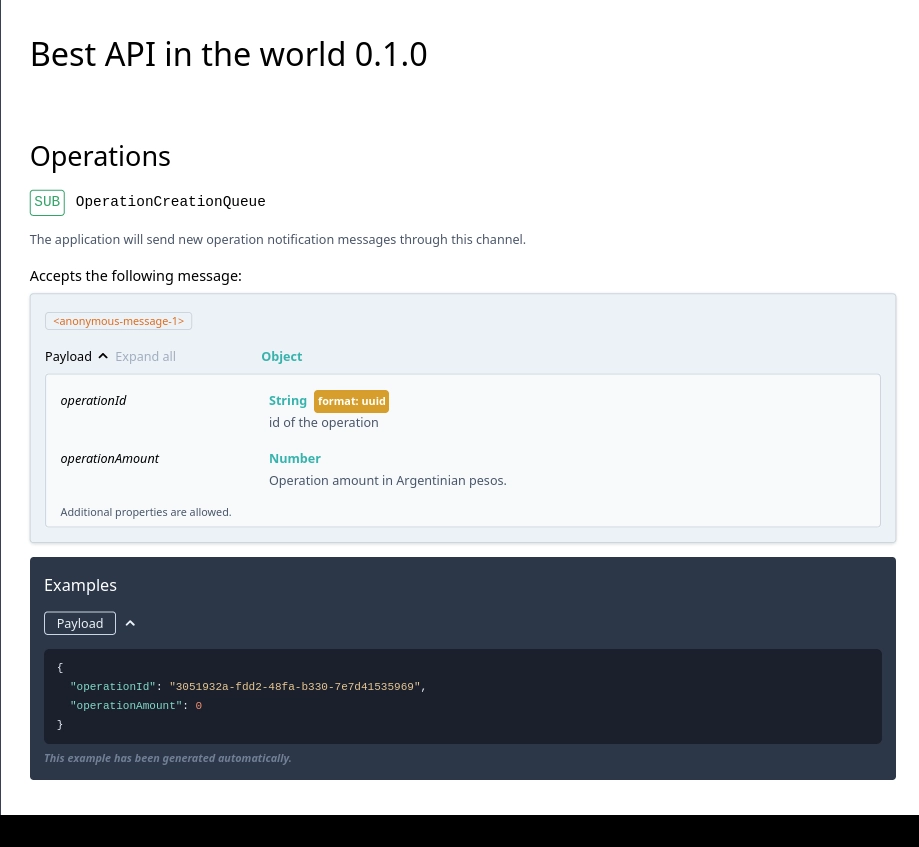 Best API in the world 0.1.0
Operations
SUB OperationCreationQueue
The application will send new operation notification messages through this channel.
Accepts the following message:
<anonymous-message-1>
Payload Expand all Object
operationId String format: uuid
id of the operation
operationAmount Number
Operation amount in Argentinian pesos.
Additional properties are allowed.
Examples
Payload
{
"operationId": "3051932a-fdd2-48fa-b330-7e7d41535969",
"operationAmount": 0
}
This example has been generated automatically.